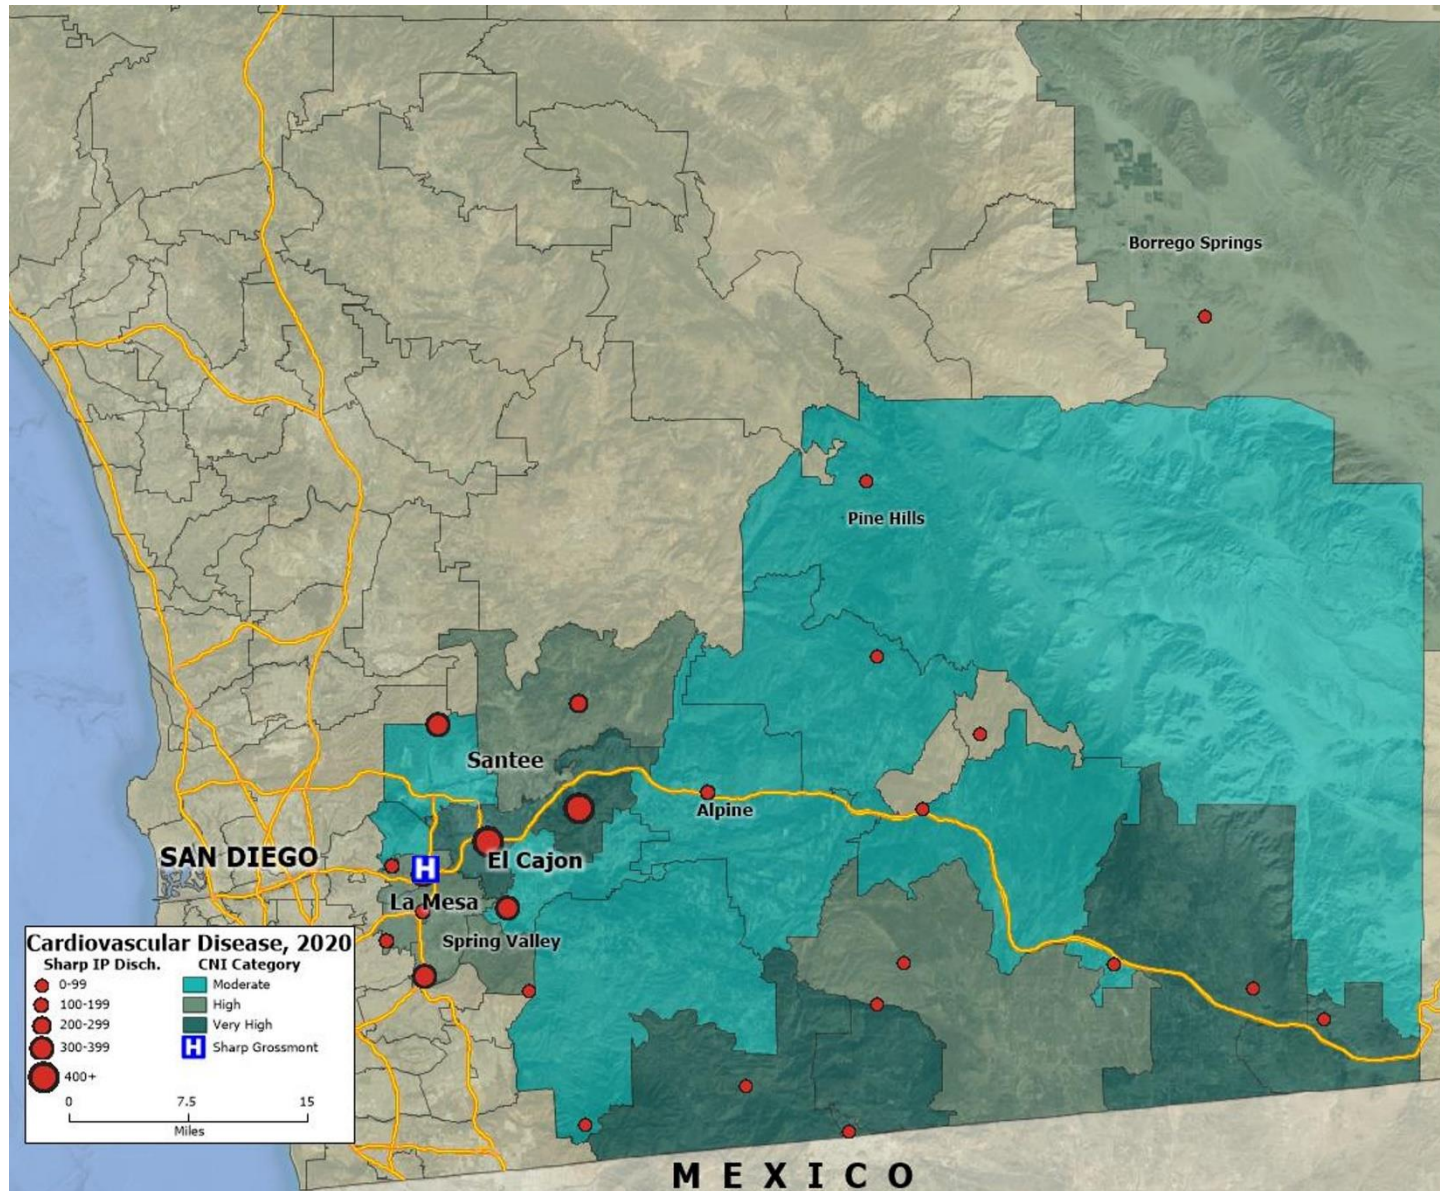 Borrego Springs
Pine Hills
Santee
Alpine
SAN DIEGO
El Cajon
H
La Mesa
Spring Valley
Cardiovascular Disease, 2020
Sharp IP Disch.
0-99
100-199
200-299
300-399
400+
CNI Category
Moderate
High
Very High
H Sharp Grossmont
0 7.5 15
Miles
MEXICO